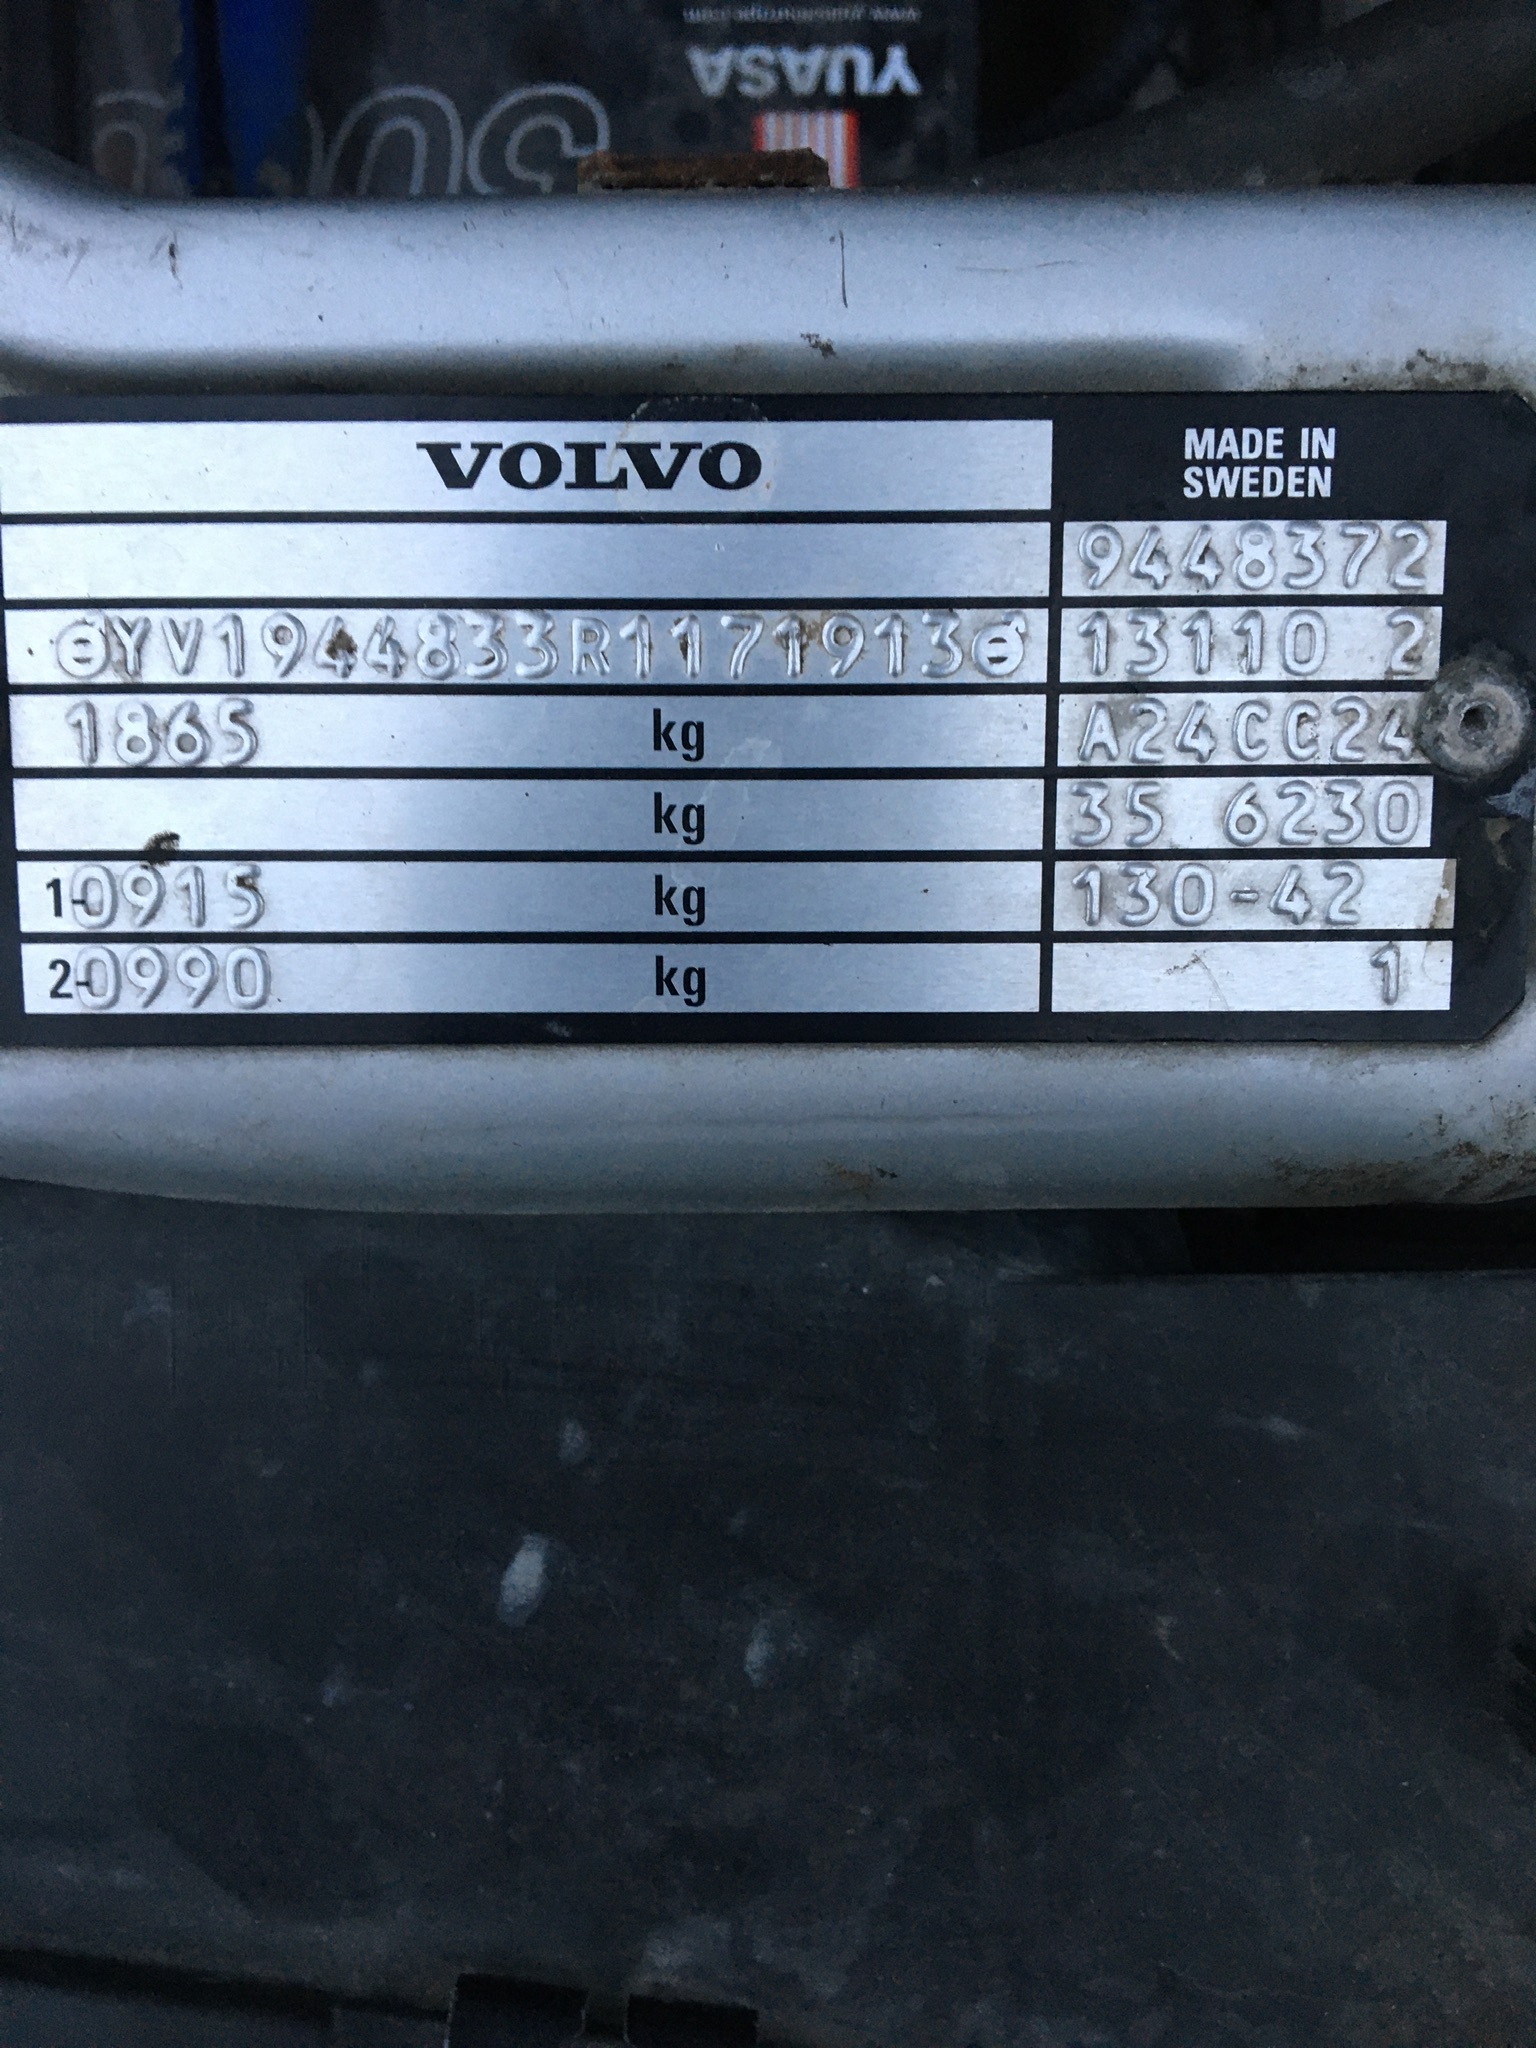 YUASA
30
VOLVO
MADE IN
SWEDEN
9448372
YV1944833R1171913
13110 2
1865 kg
A24CC24
kg
35 6230
1-0915 kg
130-42
2-0990 kg
1